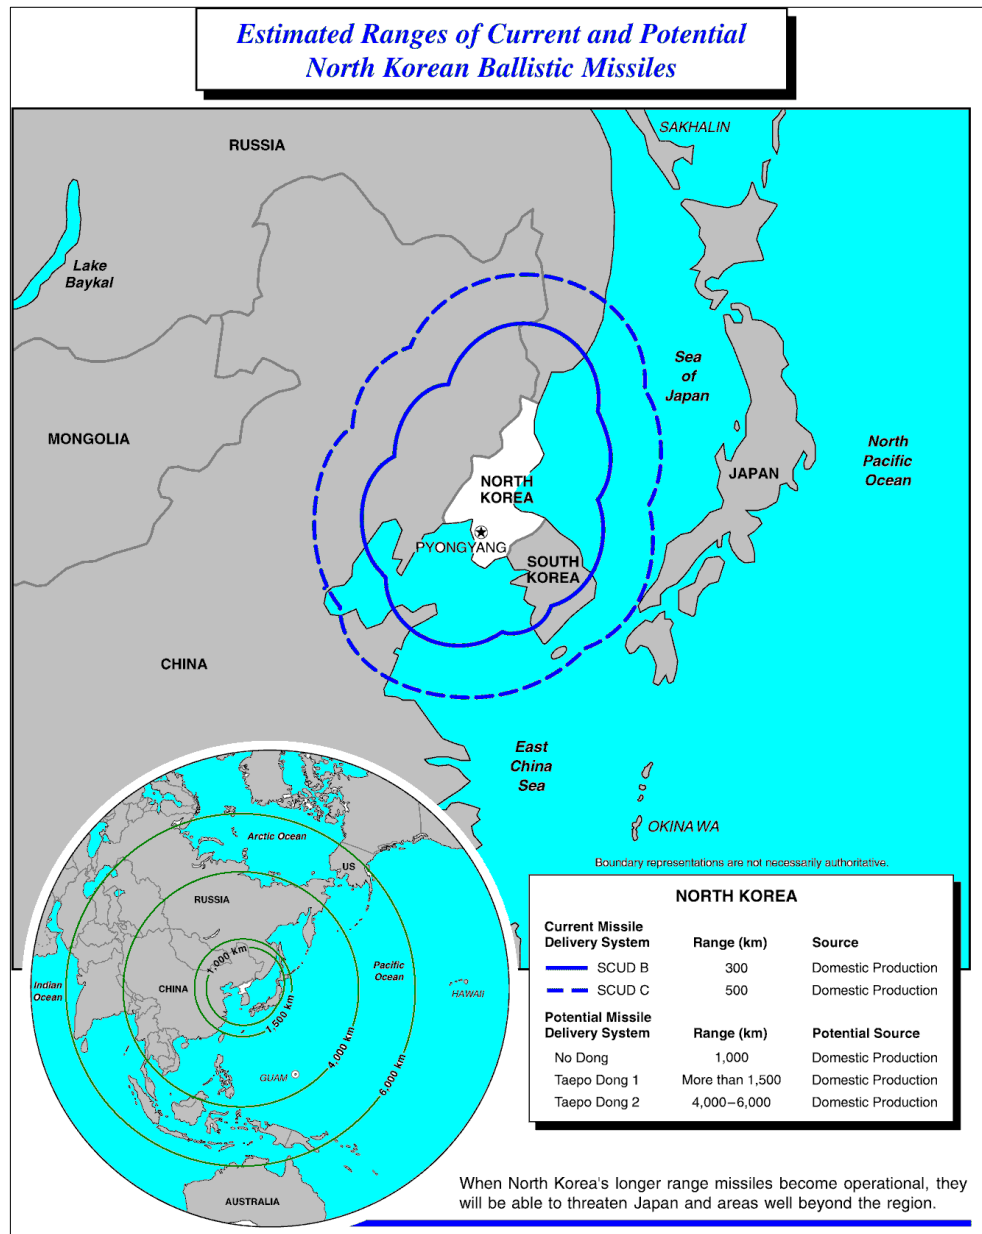 Estimated Ranges of Current and Potential
North Korean Ballistic Missiles
SAKHALIN
RUSSIA
Lake
Baykal
Sea
of
Japan
MONGOLIA
North
Pacific
Ocean
JAPAN
NORTH
KOREA
PYONGYANG
SOUTH
KOREA
CHINA
East
China
Sea
OKINAWA
Boundary representations are not necessarily authoritative.
Arctic Ocean
US
RUSSIA
1,000 km
Pacific
Ocean
CHINA
Indian
Ocean
HAWAII
1,500 km
4,000 km
6,000 km
GUAM
AUSTRALIA
NORTH KOREA
Current Missile
Delivery System Range (km) Source
SCUD B 300 Domestic Production
SCUD C 500 Domestic Production
Potential Missile
Delivery System Range (km) Potential Source
No Dong 1,000 Domestic Production
Taepo Dong 1 More than 1,500 Domestic Production
Taepo Dong 2 4,000–6,000 Domestic Production
When North Korea's longer range missiles become operational, they
will be able to threaten Japan and areas well beyond the region.